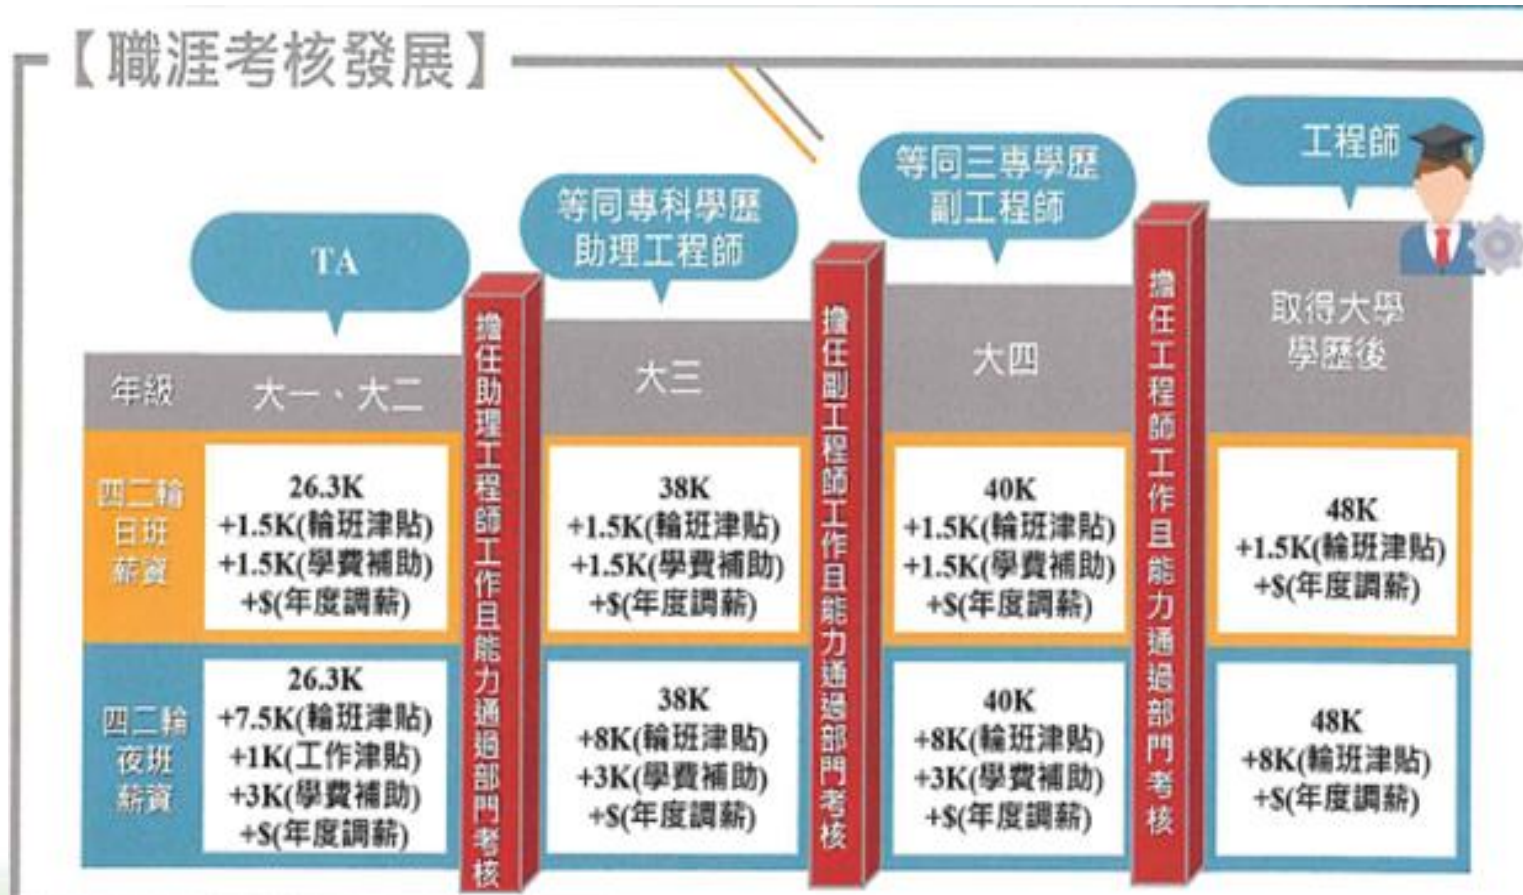 【職涯考核發展】
TA
等同專科學歷
助理工程師
等同三專學歷
副工程師
工程師
年級
大一、大二
大三
大四
取得大學
學歷後
擔任助理工程師工作且能力通過部門考核
擔任副工程師工作且能力通過部門考核
擔任工程師工作且能力通過部門考核
四二輪
日班
薪資
26.3K
+1.5K(輪班津貼)
+1.5K(學費補助)
+$(年度調薪)
38K
+1.5K(輪班津貼)
+1.5K(學費補助)
+$(年度調薪)
40K
+1.5K(輪班津貼)
+1.5K(學費補助)
+$(年度調薪)
48K
+1.5K(輪班津貼)
+$(年度調薪)
四二輪
夜班
薪資
26.3K
+7.5K(輪班津貼)
+1K(工作津貼)
+3K(學費補助)
+$(年度調薪)
38K
+8K(輪班津貼)
+3K(學費補助)
+$(年度調薪)
40K
+8K(輪班津貼)
+3K(學費補助)
+$(年度調薪)
48K
+8K(輪班津貼)
+$(年度調薪)